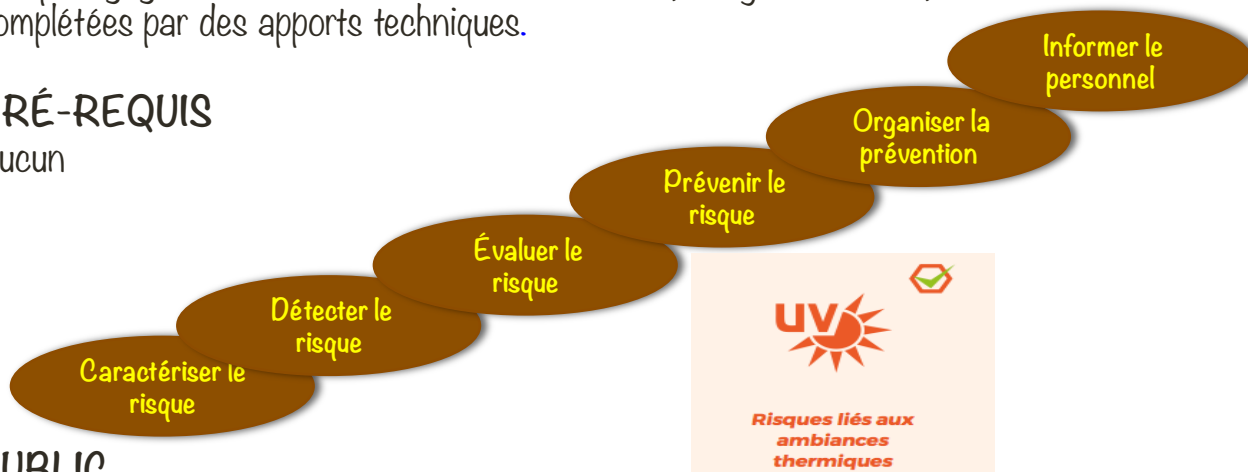 omplétées par des apports techniques.
Informer le
personnel
RÉ-REQUIS
ucun
Organiser la
prévention
Prévenir le
risque
Évaluer le
risque
Détecter le
risque
Caractériser le
risque
UV
Risques liés aux
ambiances
thermiques
UBLIC